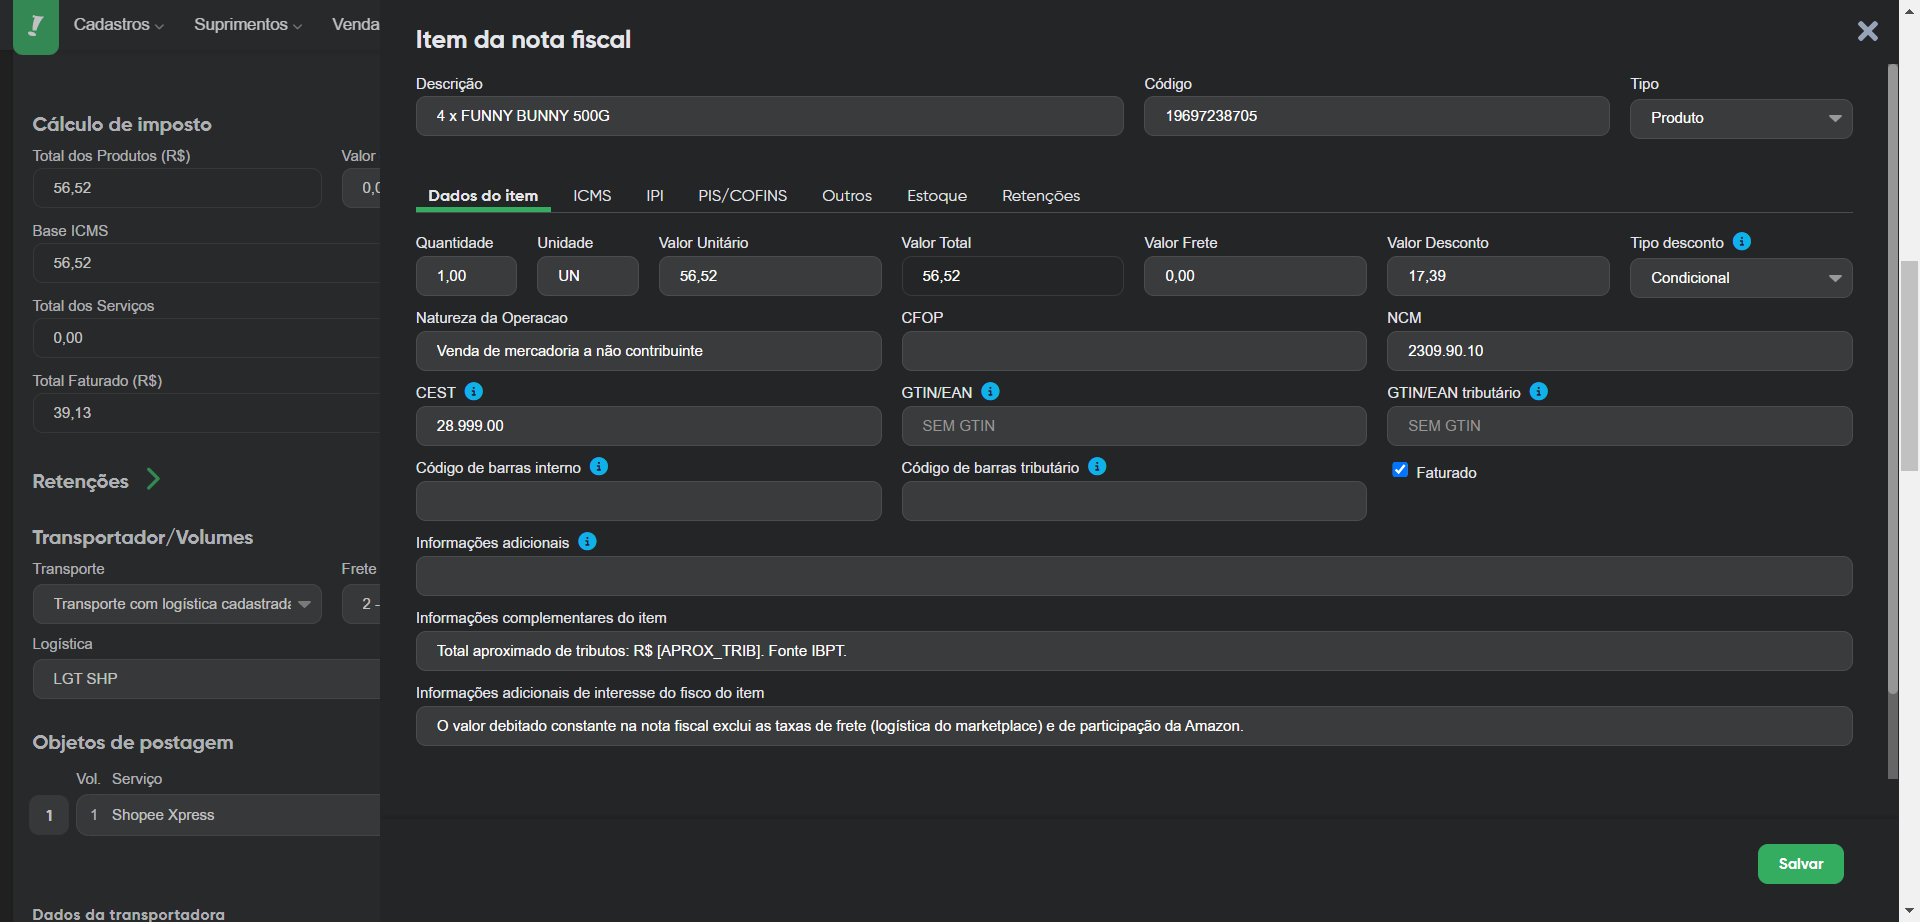 Cadastros
Suprimentos
Venda
Cálculo de imposto
Total dos Produtos (R$)
Valor
56,52
0,0
Base ICMS
56,52
Total dos Serviços
0,00
Total Faturado (R$)
39,13
Retenções
Transportador/Volumes
Transporte
Frete
Transporte com logística cadastrada
2 -
Logística
LGT SHP
Objetos de postagem
Vol. Serviço
1
1 Shopee Xpress
Dados da transportadora
Item da nota fiscal
Descrição
Código
Tipo
4 x FUNNY BUNNY 500G
19697238705
Produto
Dados do item
ICMS
IPI
PIS/COFINS
Outros
Estoque
Retenções
Quantidade
Unidade
Valor Unitário
Valor Total
Valor Frete
Valor Desconto
Tipo desconto
1,00
UN
56,52
56,52
0,00
17,39
Condicional
Natureza da Operacao
CFOP
NCM
Venda de mercadoria a não contribuinte
2309.90.10
CEST
GTIN/EAN
GTIN/EAN tributário
28.999.00
SEM GTIN
SEM GTIN
Código de barras interno
Código de barras tributário
Faturado
Informações adicionais
Informações complementares do item
Total aproximado de tributos: R$ [APROX_TRIB]. Fonte IBPT.
Informações adicionais de interesse do fisco do item
O valor debitado constante na nota fiscal exclui as taxas de frete (logística do marketplace) e de participação da Amazon.
Salvar